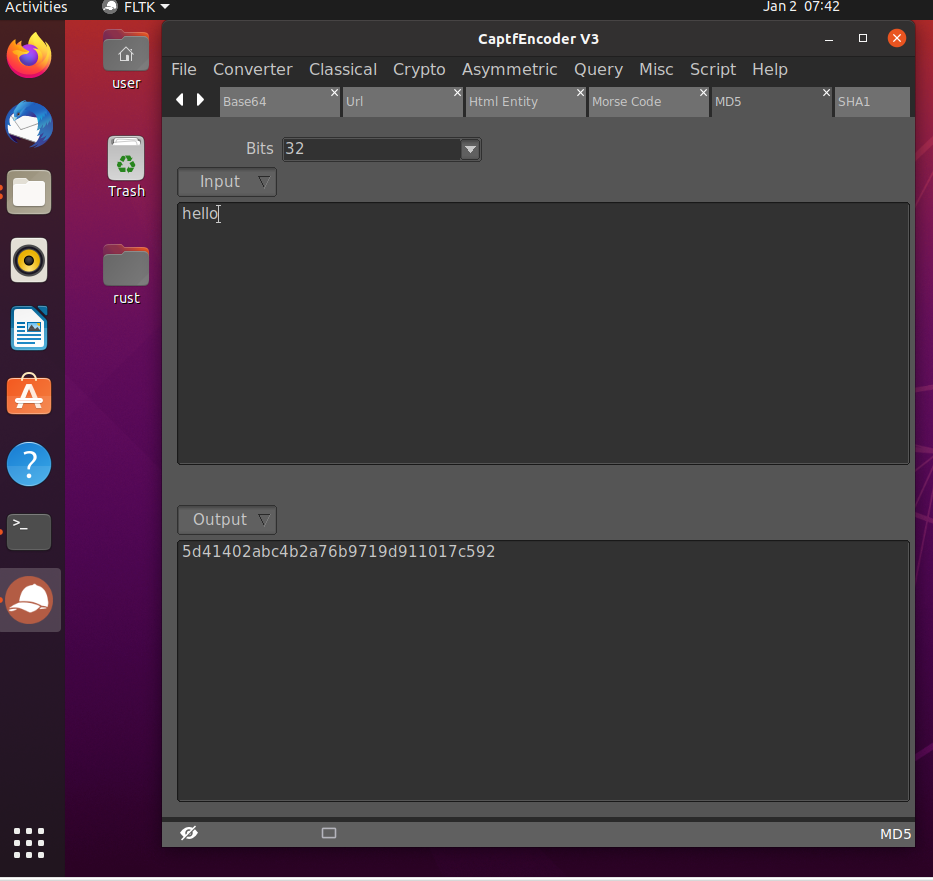 Activities
FLTK
Jan 2 07:42
user
Trash
rust
CaptfEncoder V3
File Converter Classical Crypto Asymmetric Query Misc Script Help
Base64 Url Html Entity Morse Code MD5 SHA1
Bits 32
Input
hello
Output
5d41402abc4b2a76b9719d911017c592
>_
MD5